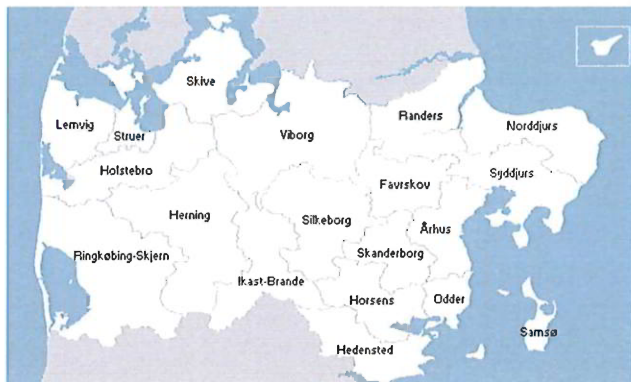 Skive
Lemvig
Struer
Viborg
Randers
Norddjurs
Holstebro
Favrskov
Syddjurs
Herning
Silkeborg
Århus
Ringkøbing-Skjern
Skanderborg
Ikast-Brande
Horsens
Odder
Samsø
Hedensted